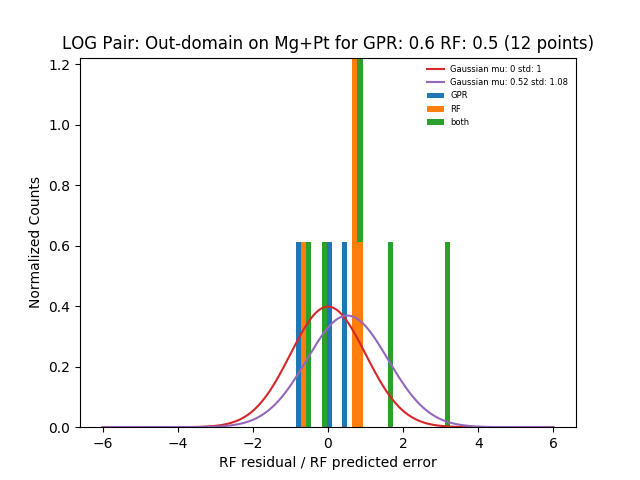 LOG Pair: Out-domain on Mg+Pt for GPR: 0.6 RF: 0.5 (12 points)
Gaussian mu: 0 std: 1
Gaussian mu: 0.52 std: 1.08
GPR
RF
both
Normalized Counts
1.2
1.0
0.8
0.6
0.4
0.2
0.0
−6 −4 −2 0 2 4 6
RF residual / RF predicted error